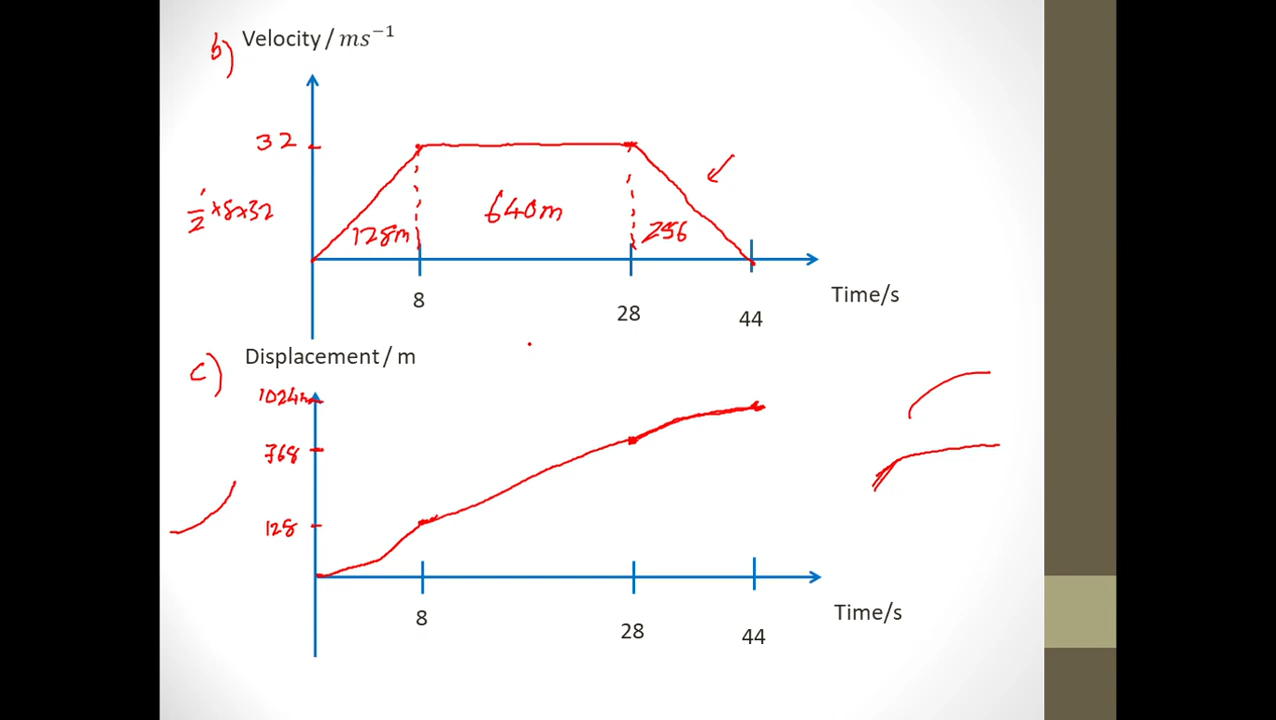 b) Velocity / ms⁻¹
32
½×8×32
128m
640m
256
8
28
44
Time/s
c) Displacement / m
1024m
768
128
8
28
44
Time/s